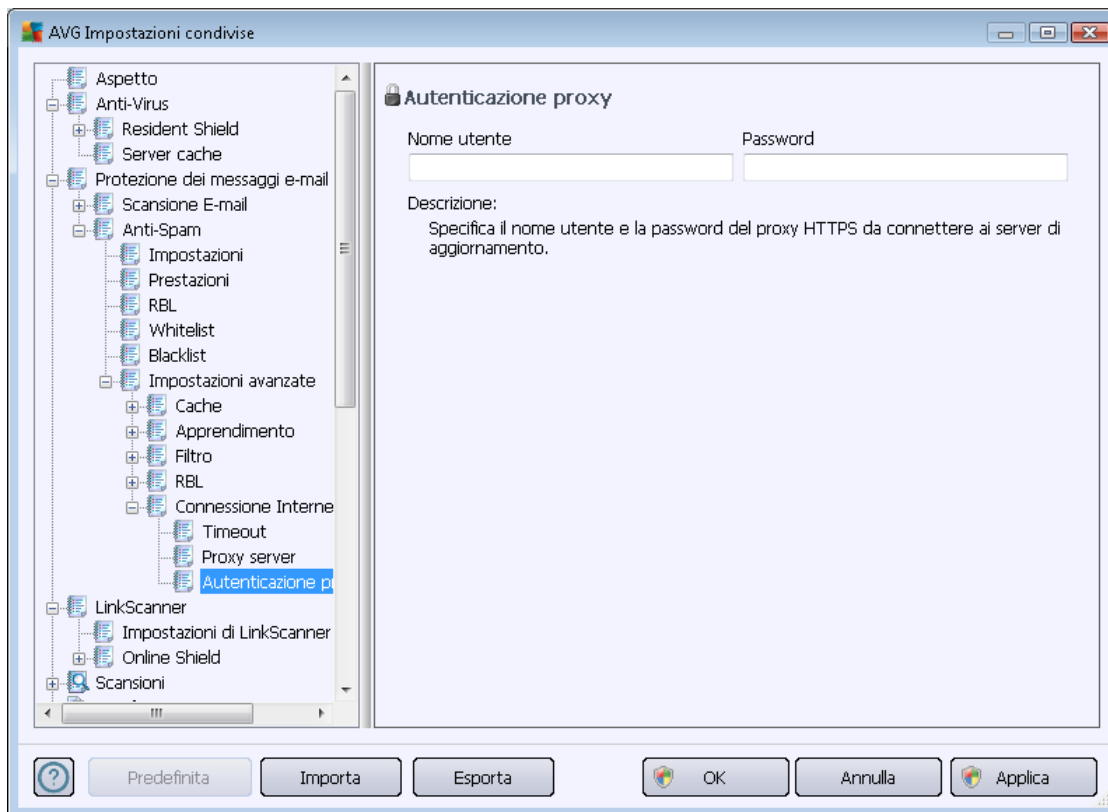 AVG Impostazioni condivise
Aspetto
Anti-Virus
Resident Shield
Server cache
Protezione dei messaggi e-mail
Scansione E-mail
Anti-Spam
Impostazioni
Prestazioni
RBL
Whitelist
Blacklist
Impostazioni avanzate
Cache
Apprendimento
Filtro
RBL
Connessione Interne
Timeout
Proxy server
Autenticazione p
LinkScanner
Impostazioni di LinkScanner
Online Shield
Scansioni
Autenticazione proxy
Nome utente
Password
Descrizione:
Specifica il nome utente e la password del proxy HTTPS da connettere ai server di
aggiornamento.
Predefinita
Importa
Esporta
OK
Annulla
Applica